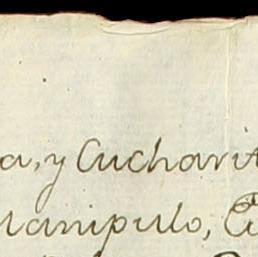 a, y Cucharit
Manipulo,